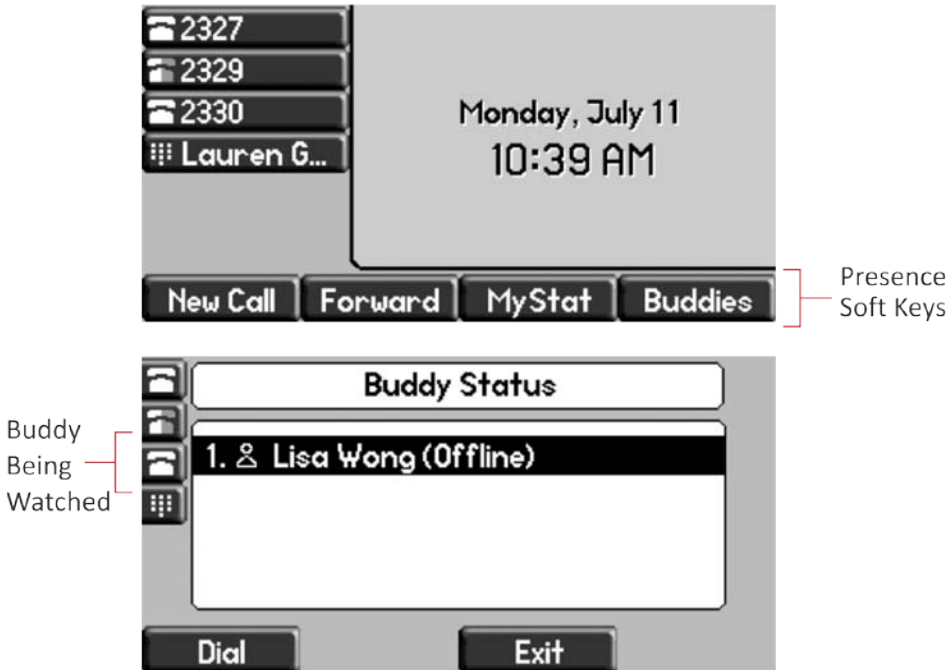 2327
2329
2330
Lauren G...
Monday, July 11
10:39 AM
New Call Forward MyStat Buddies
Presence
Soft Keys
Buddy Status
1. Lisa Wong (Offline)
Buddy
Being
Watched
Dial Exit